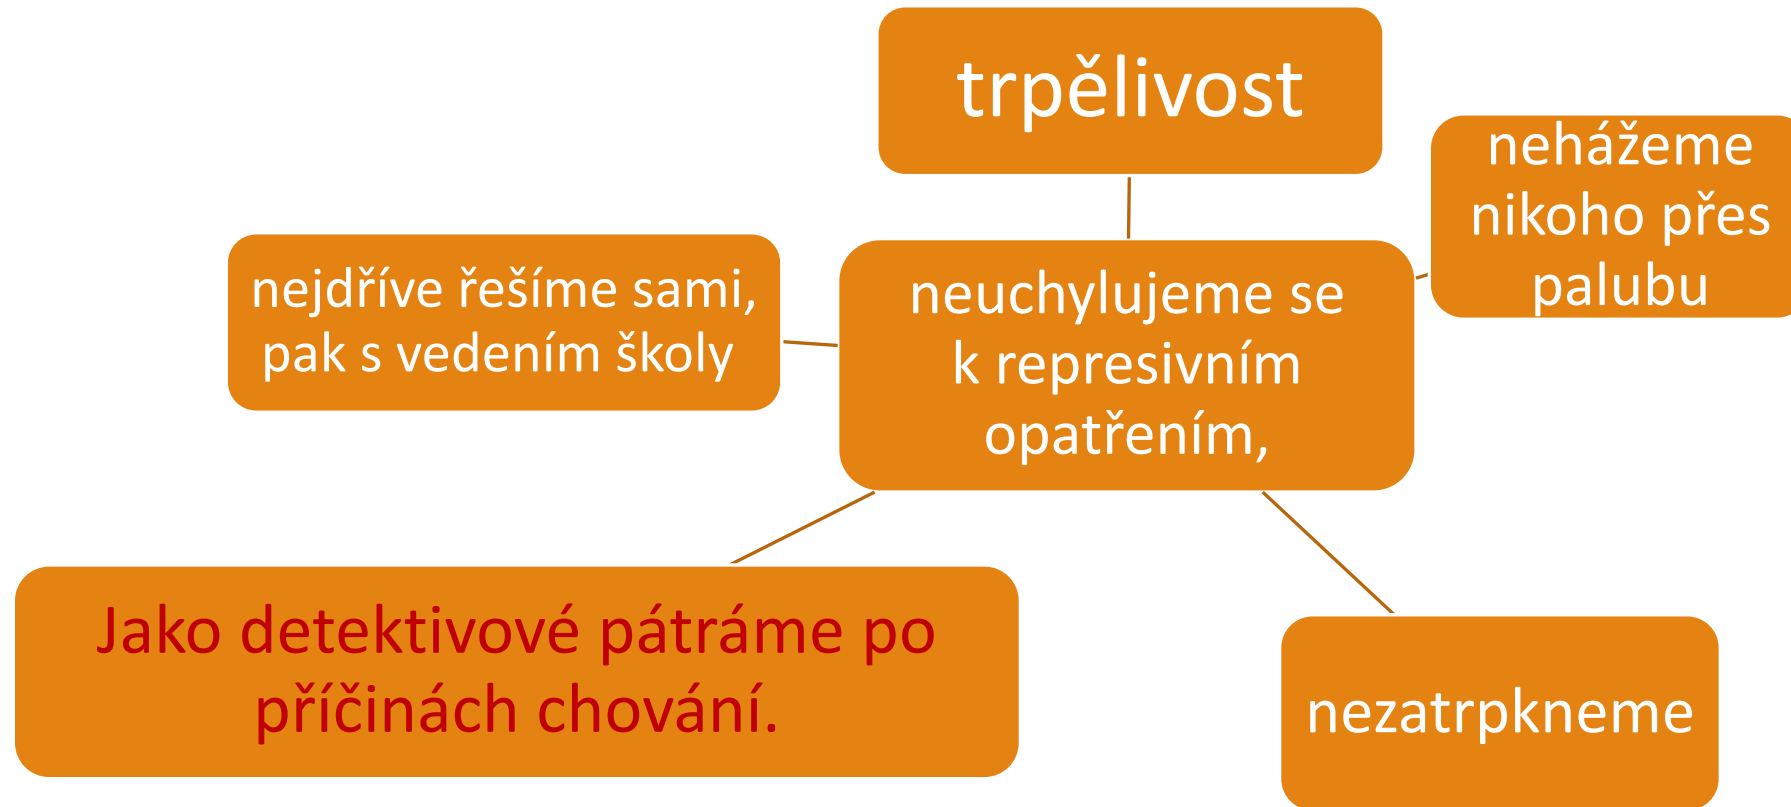 trpělivost
neházeme
nikoho přes
palubu
nejdříve řešíme sami,
pak s vedením školy
neuchylujeme se
k represivním
opatřením,
Jako detektivové pátráme po
příčinách chování.
nezatrpkneme